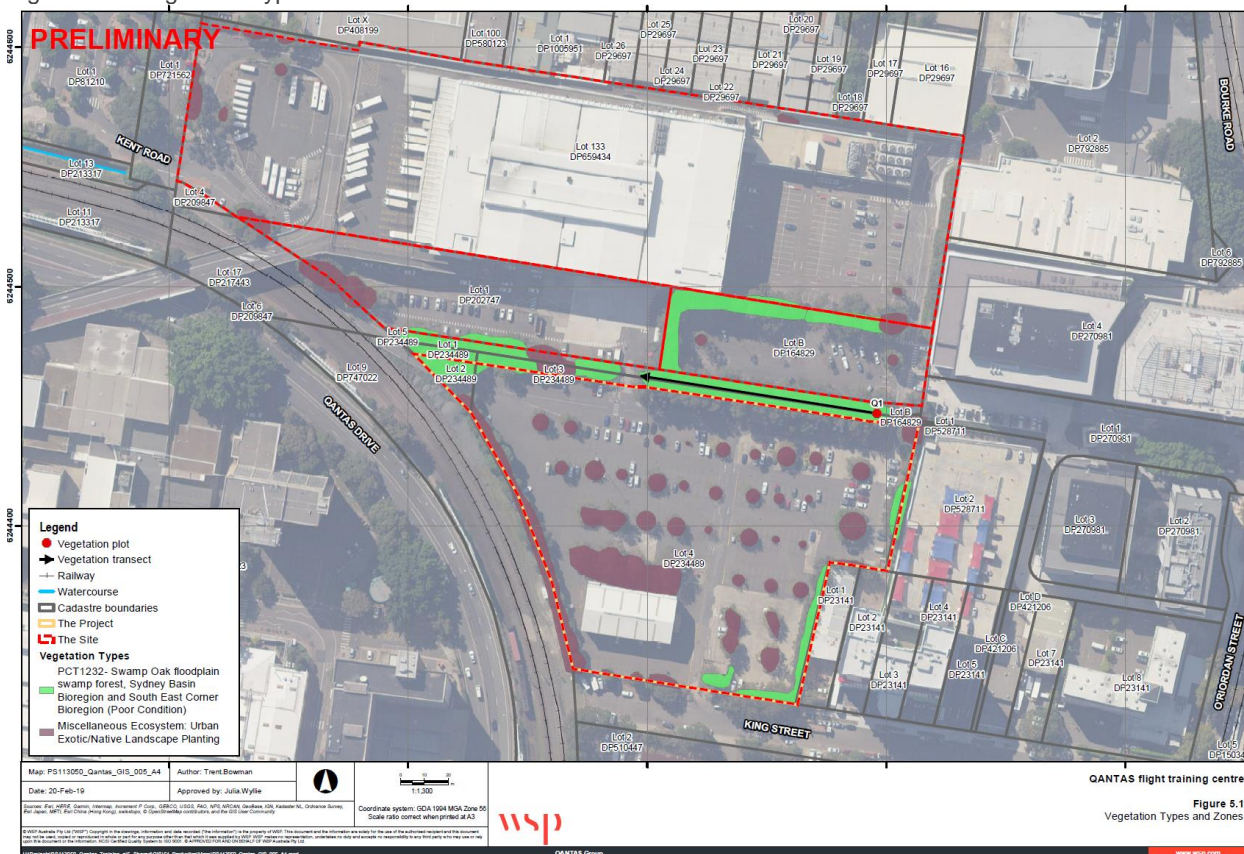 PRELIMINARY
6244600
6244500
6244400
Lot X
DP408199
Lot 100
DP580123
Lot 1
DP1005951
Lot 26
DP29697
Lot 25
DP29697
Lot 24
DP29697
Lot 23
DP29697
Lot 22
DP29697
Lot 21
DP29697
Lot 20
DP29697
Lot 19
DP29697
Lot 18
DP29697
Lot 17
DP29697
Lot 16
DP29697
Lot 1
DP81210
Lot 1
DP721562
BOURKE ROAD
Lot 2
DP792885
KENT ROAD
Lot 13
DP213317
Lot 4
DP209847
Lot 133
DP659434
Lot 11
DP213317
Lot 6
DP792885
Lot 17
DP217443
Lot 6
DP209847
Lot 1
DP202747
Lot 5
DP234489
Lot 1
DP234489
Lot 2
DP234489
Lot 3
DP234489
Lot B
DP164829
Lot 4
DP270981
Lot 9
DP747022
QANTAS DRIVE
Q1
Lot B
DP164829
Lot 1
DP528711
Lot 1
DP270981
Lot 2
DP528711
Lot 3
DP270981
Lot 2
DP270981
Lot 4
DP234489
Lot 1
DP23141
Lot 2
DP23141
Lot 3
DP23141
Lot 4
DP23141
Lot 5
DP23141
Lot D
DP421206
Lot C
DP421206
Lot 7
DP23141
Lot 8
DP23141
O'RIORDAN STREET
KING STREET
Lot 2
DP510447
Lot 5
DP15034
Legend
Vegetation plot
Vegetation transect
Railway
Watercourse
Cadastre boundaries
The Project
The Site
Vegetation Types
PCT1232- Swamp Oak floodplain
swamp forest, Sydney Basin
Bioregion and South East Corner
Bioregion (Poor Condition)
Miscellaneous Ecosystem: Urban
Exotic/Native Landscape Planting
Map: PS113050_Qantas_GIS_005_A4
Author: Trent.Bowman
Date: 20-Feb-19
Approved by: Julia.Wyllie
1:1,300
Coordinate system: GDA 1994 MGA Zone 56
Scale ratio correct when printed at A3
wsp
QANTAS flight training centre
Figure 5.1
Vegetation Types and Zones
QANTAS Group
www.wsp.com